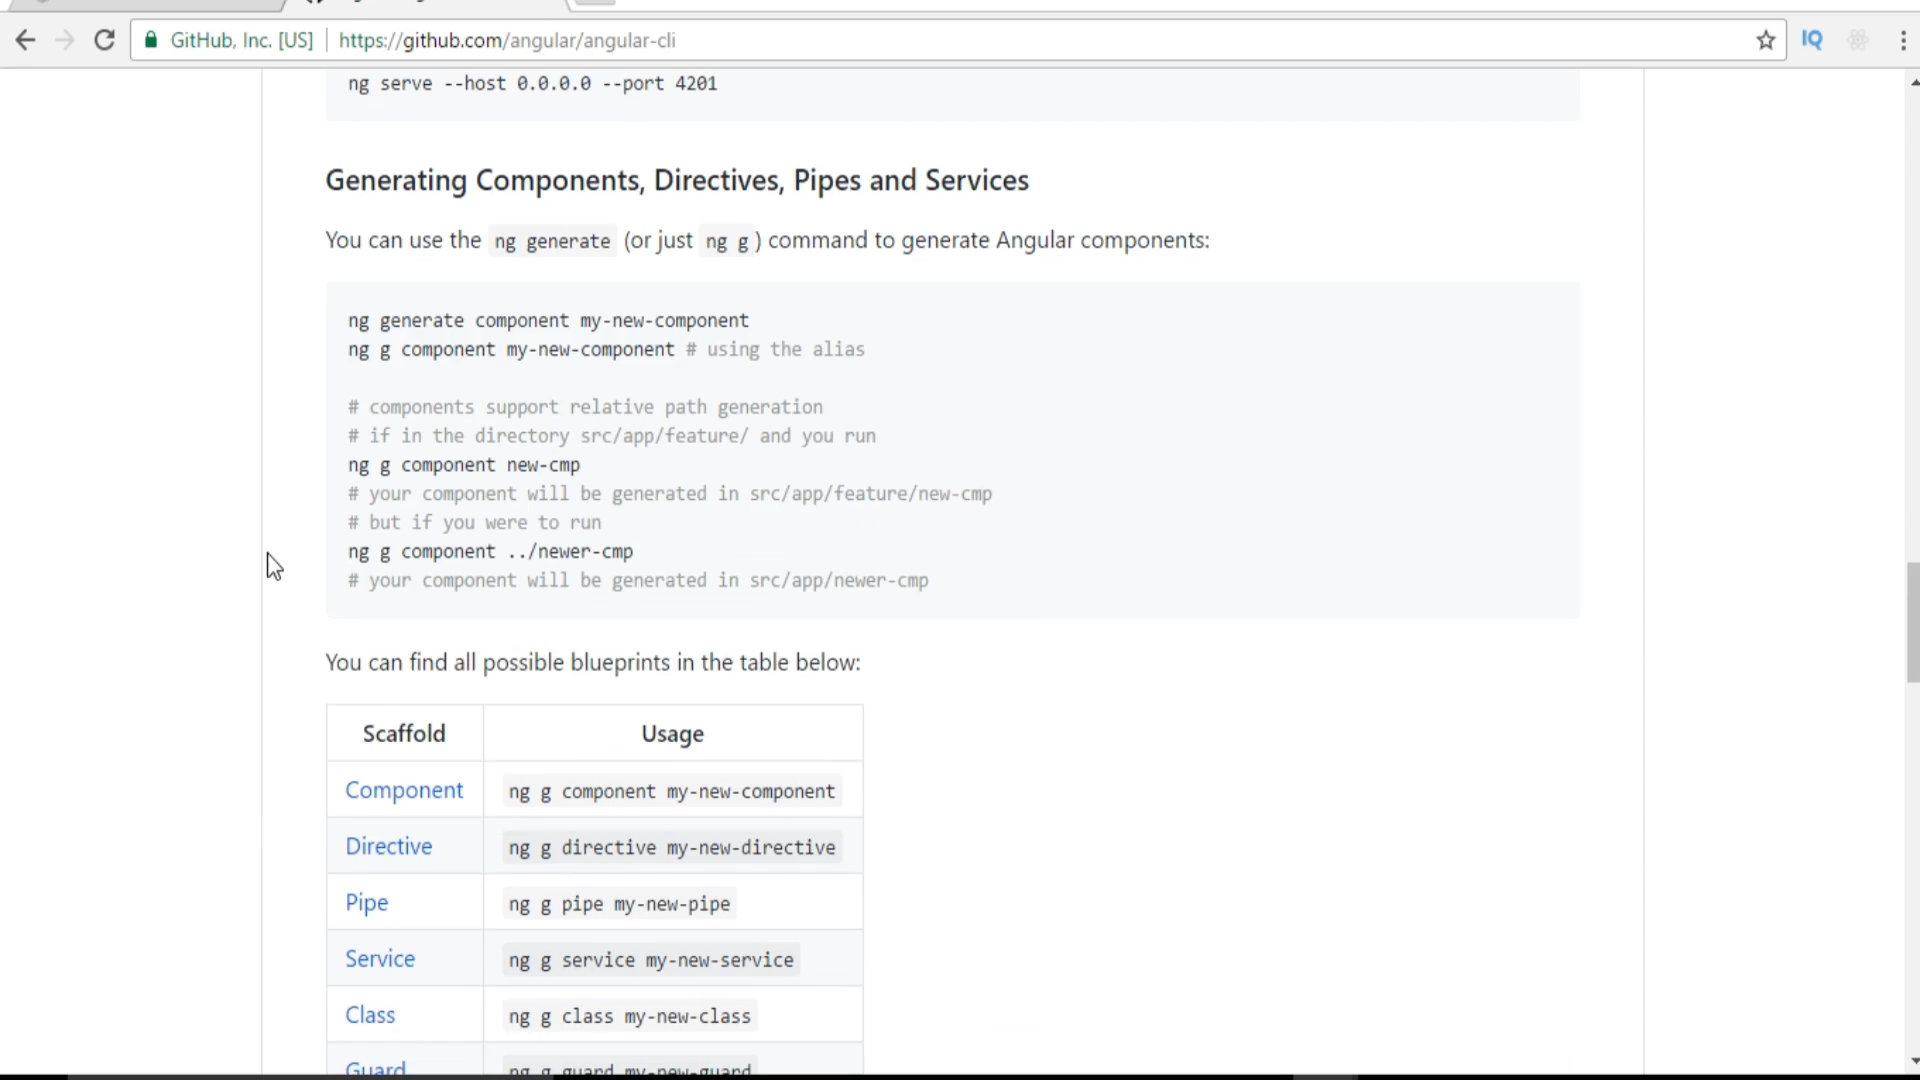 GitHub, Inc. [US] https://github.com/angular/angular-cli IQ
ng serve --host 0.0.0.0 --port 4201
Generating Components, Directives, Pipes and Services
You can use the ng generate (or just ng g) command to generate Angular components:
ng generate component my-new-component
ng g component my-new-component # using the alias
# components support relative path generation
# if in the directory src/app/feature/ and you run
ng g component new-cmp
# your component will be generated in src/app/feature/new-cmp
# but if you were to run
ng g component ../newer-cmp
# your component will be generated in src/app/newer-cmp
You can find all possible blueprints in the table below:
Scaffold Usage
Component ng g component my-new-component
Directive ng g directive my-new-directive
Pipe ng g pipe my-new-pipe
Service ng g service my-new-service
Class ng g class my-new-class
Guard ng g guard my-new-guard